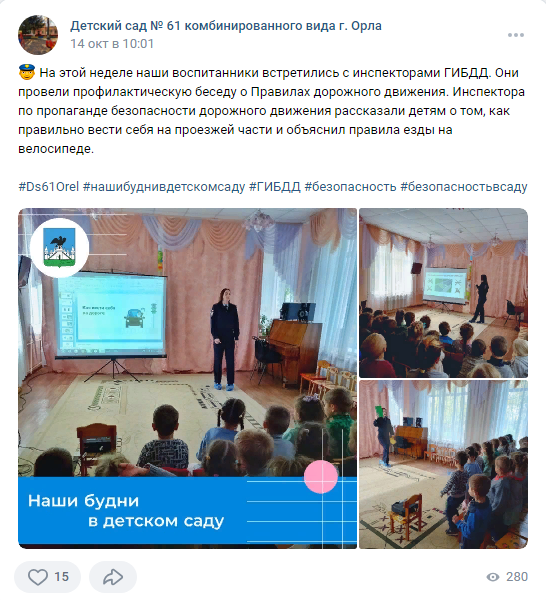 Детский сад № 61 комбинированного вида г. Орла
14 окт в 10:01
На этой неделе наши воспитанники встретились с инспекторами ГИБДД. Они
провели профилактическую беседу о Правилах дорожного движения. Инспектора
по пропаганде безопасности дорожного движения рассказали детям о том, как
правильно вести себя на проезжей части и объяснил правила езды на
велосипеде.
#Ds61Orel #нашибуднивдетскомсаду #ГИБДД #безопасность #безопасностьвсаду
Наши будни
в детском саду
15
280